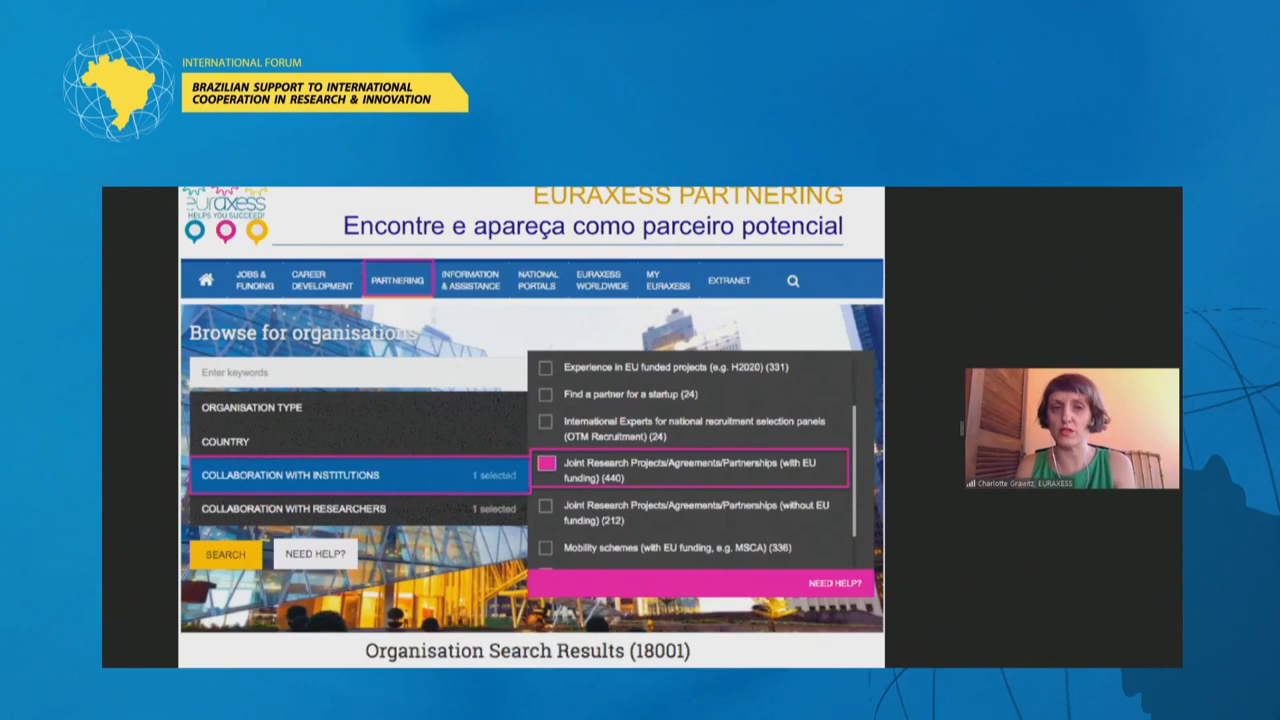 INTERNATIONAL FORUM
BRAZILIAN SUPPORT TO INTERNATIONAL
COOPERATION IN RESEARCH & INNOVATION
euraxess
HELPS YOU SUCCEED!
EURAXESS PARTNERING
Encontre e apareça como parceiro potencial
JOBS &
FUNDING
CAREER
DEVELOPMENT
PARTNERING
INFORMATION
& ASSISTANCE
NATIONAL
PORTALS
EURAXESS
WORLDWIDE
MY
EURAXESS
EXTRANET
Browse for organisations
Enter keywords
ORGANISATION TYPE
COUNTRY
COLLABORATION WITH INSTITUTIONS 1 selected
COLLABORATION WITH RESEARCHERS 1 selected
SEARCH
NEED HELP?
Experience in EU funded projects (e.g. H2020) (331)
Find a partner for a startup (24)
International Experts for national recruitment selection panels
(OTM Recruitment) (24)
Joint Research Projects/Agreements/Partnerships (with EU
funding) (440)
Joint Research Projects/Agreements/Partnerships (without EU
funding) (212)
Mobility schemes (with EU funding, e.g. MSCA) (336)
NEED HELP?
Organisation Search Results (18001)
Charlotte Grawitz, EURAXESS